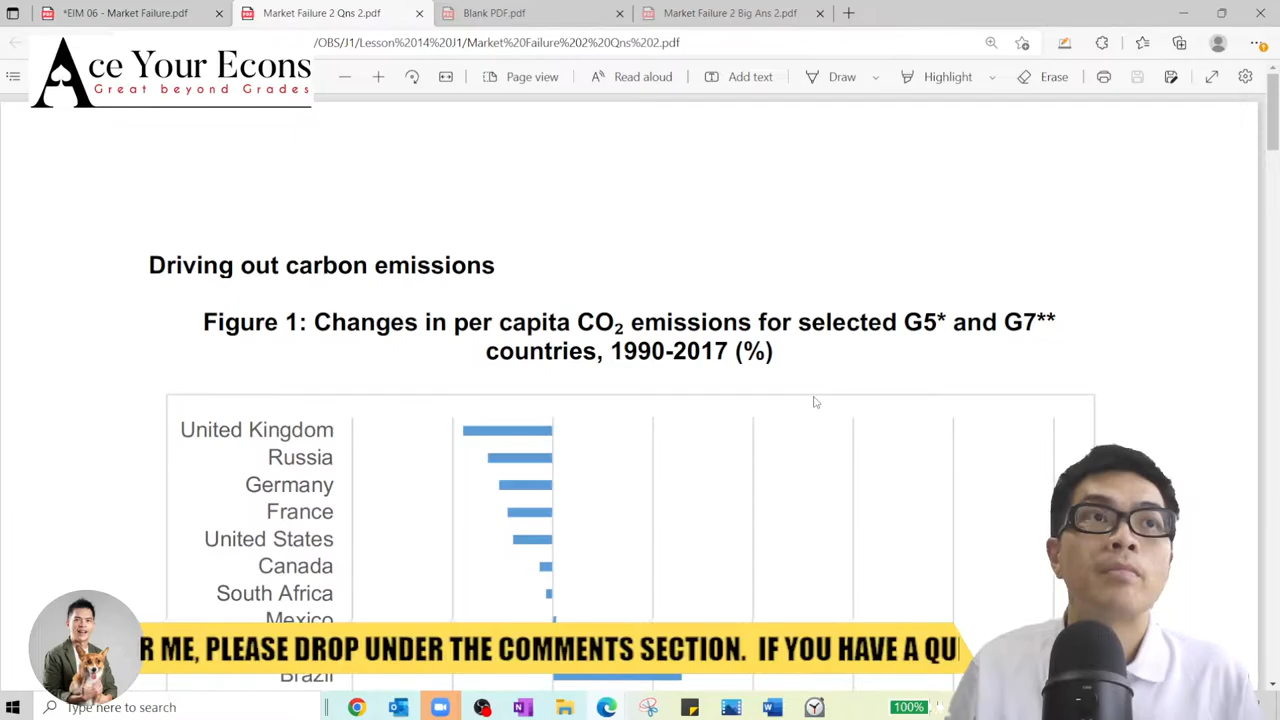 *EIM 06 - Market Failure.pdf
Market Failure 2 Qns 2.pdf
Blank PDF.pdf
Market Failure 2 Big Ans 2.pdf
/OBS/J1/Lesson%2014%20J1/Market%20Failure%202%20Qns%202.pdf
Page view
Read aloud
Add text
Draw
Highlight
Erase
Ace Your Econs
Great beyond Grades
Driving out carbon emissions
Figure 1: Changes in per capita CO₂ emissions for selected G5* and G7**
countries, 1990-2017 (%)
United Kingdom
Russia
Germany
France
United States
Canada
South Africa
Mexico
R ME, PLEASE DROP UNDER THE COMMENTS SECTION. IF YOU HAVE A QU
Brazil
Type here to search
100%